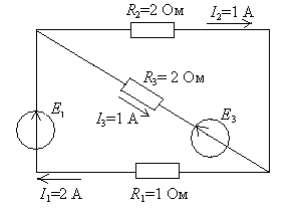 R₂=2 Ом
I₂=1 А
R₃= 2 Ом
E₁
I₃=1 А
E₃
I₁=2 А
R₁=1 Ом